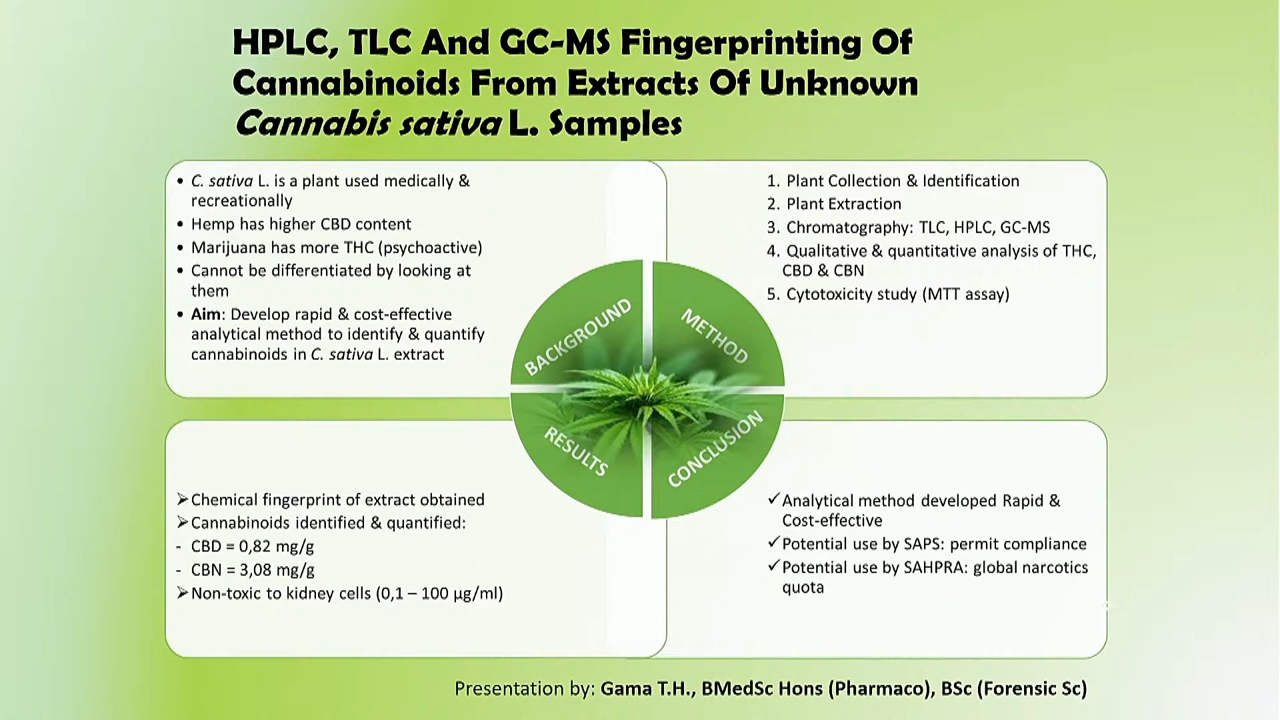 HPLC, TLC And GC-MS Fingerprinting Of
Cannabinoids From Extracts Of Unknown
Cannabis sativa L. Samples
• C. sativa L. is a plant used medically &
recreationally
• Hemp has higher CBD content
• Marijuana has more THC (psychoactive)
• Cannot be differentiated by looking at
them
• Aim: Develop rapid & cost-effective
analytical method to identify & quantify
cannabinoids in C. sativa L. extract
1. Plant Collection & Identification
2. Plant Extraction
3. Chromatography: TLC, HPLC, GC-MS
4. Qualitative & quantitative analysis of THC,
CBD & CBN
5. Cytotoxicity study (MTT assay)
BACKGROUND
METHOD
RESULTS
CONCLUSION
➢Chemical fingerprint of extract obtained
➢Cannabinoids identified & quantified:
- CBD = 0,82 mg/g
- CBN = 3,08 mg/g
➢Non-toxic to kidney cells (0,1 – 100 µg/ml)
✓Analytical method developed Rapid &
Cost-effective
✓Potential use by SAPS: permit compliance
✓Potential use by SAHPRA: global narcotics
quota
Presentation by: Gama T.H., BMedSc Hons (Pharmaco), BSc (Forensic Sc)